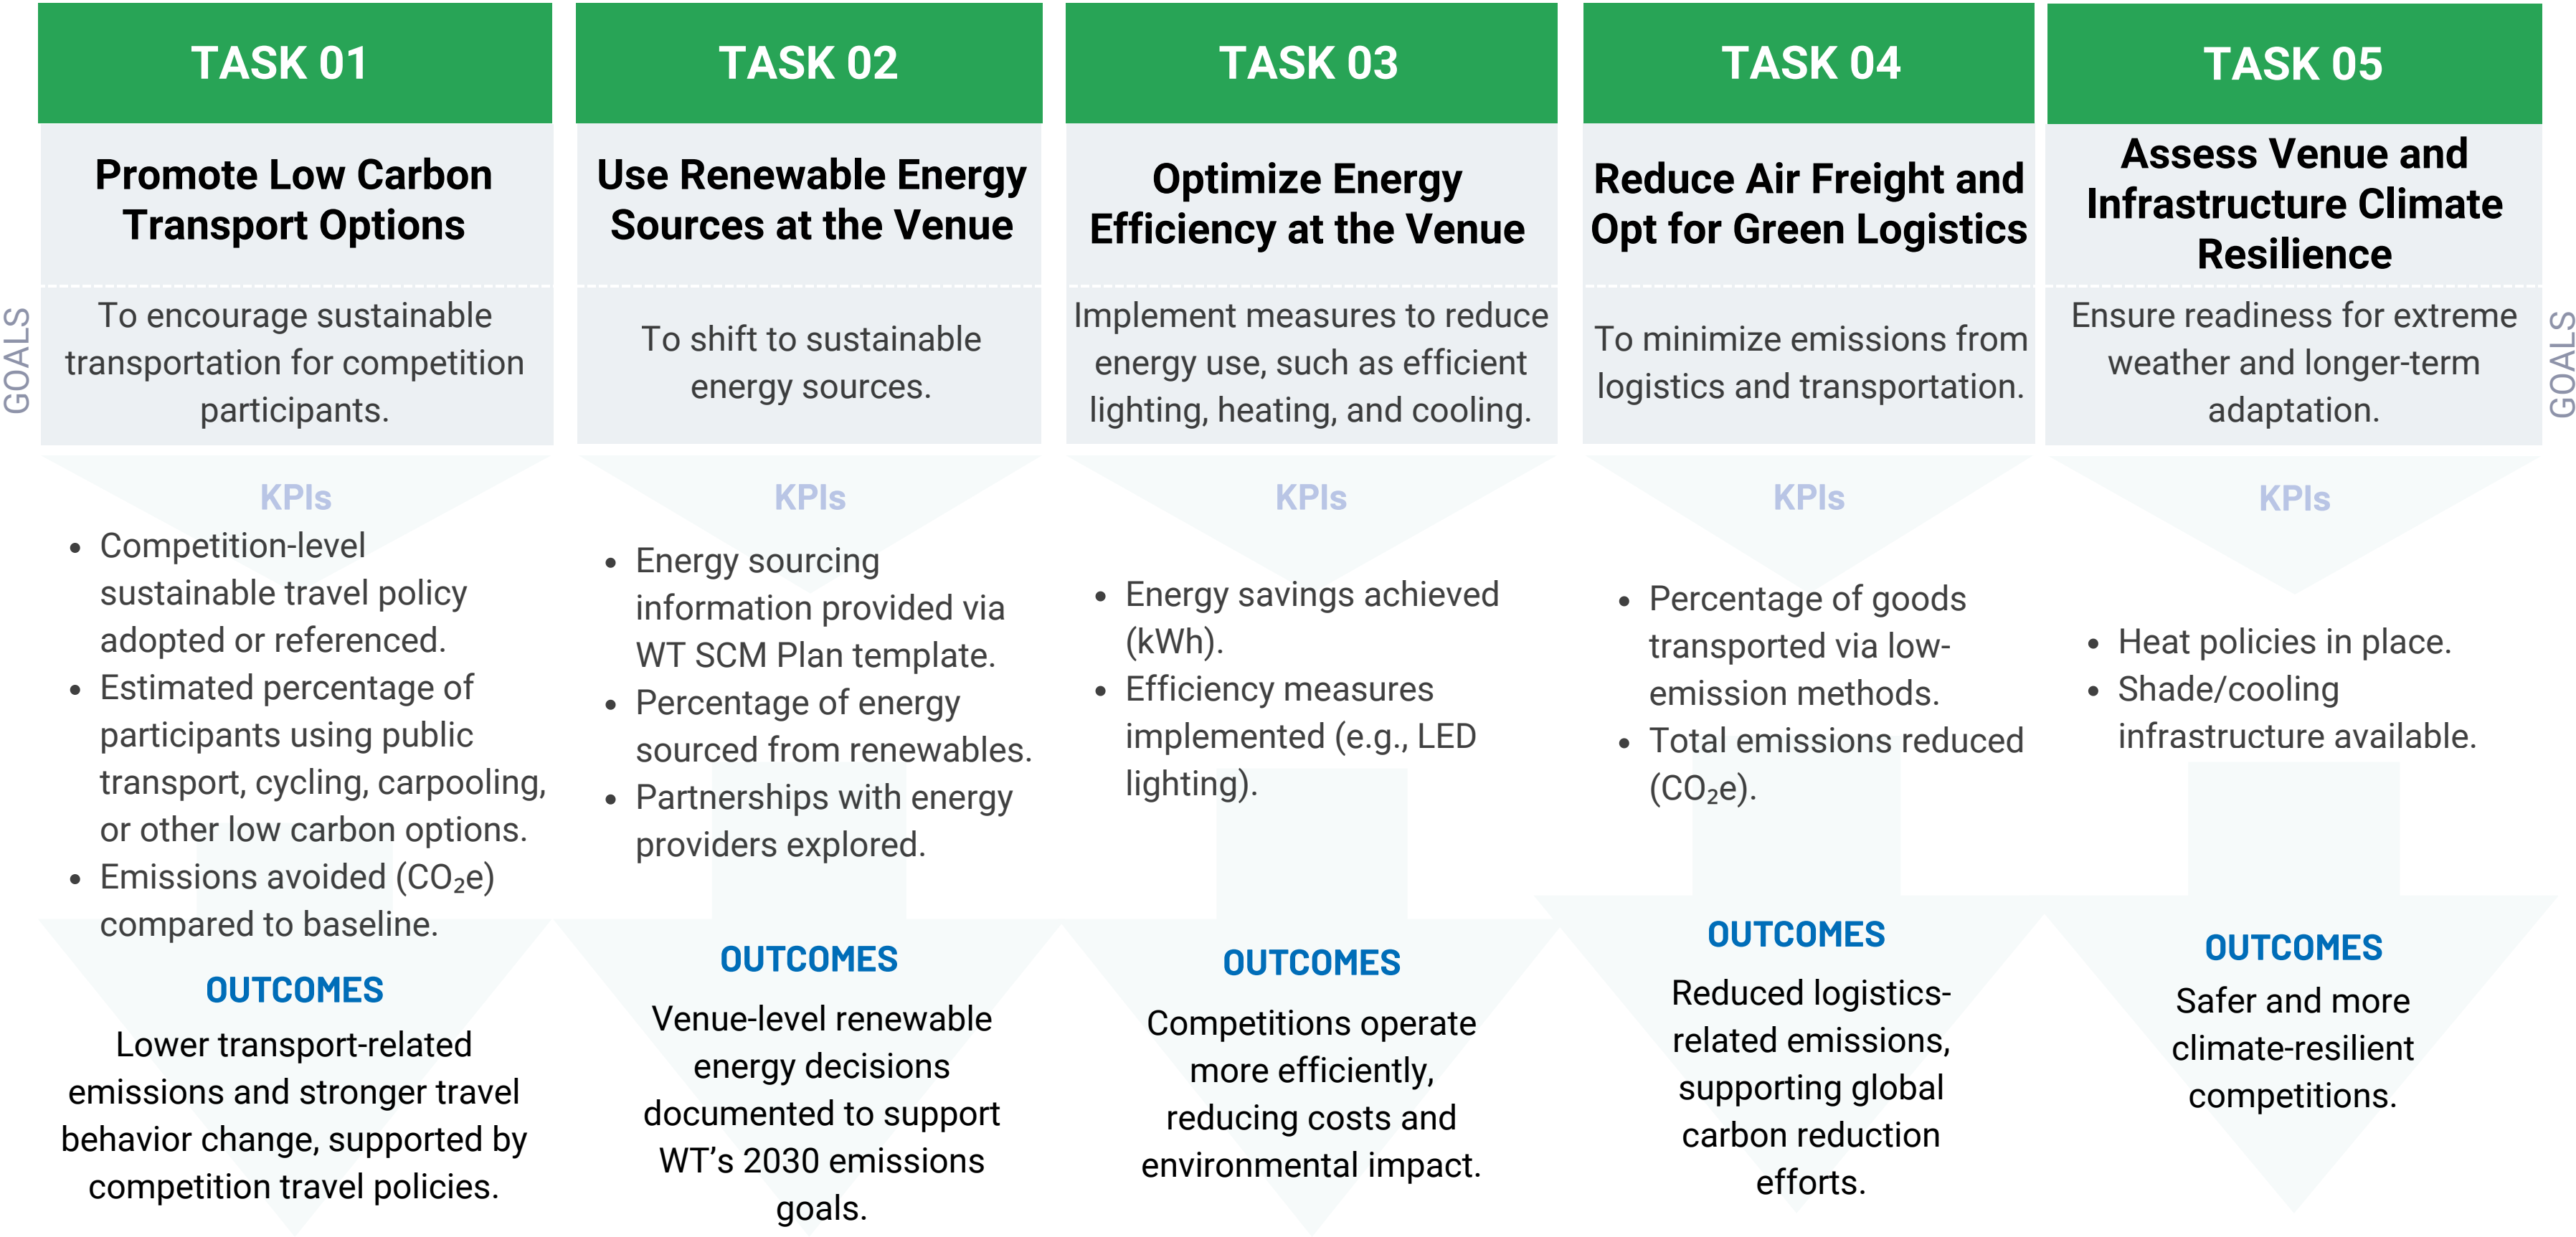 TASK 01
Promote Low Carbon
Transport Options
GOALS
To encourage sustainable
transportation for competition
participants.
KPIs
• Competition-level
sustainable travel policy
adopted or referenced.
• Estimated percentage of
participants using public
transport, cycling, carpooling,
or other low carbon options.
• Emissions avoided (CO₂e)
compared to baseline.
OUTCOMES
Lower transport-related
emissions and stronger travel
behavior change, supported by
competition travel policies.
TASK 02
Use Renewable Energy
Sources at the Venue
To shift to sustainable
energy sources.
KPIs
• Energy sourcing
information provided via
WT SCM Plan template.
• Percentage of energy
sourced from renewables.
• Partnerships with energy
providers explored.
OUTCOMES
Venue-level renewable
energy decisions
documented to support
WT’s 2030 emissions
goals.
TASK 03
Optimize Energy
Efficiency at the Venue
Implement measures to reduce
energy use, such as efficient
lighting, heating, and cooling.
KPIs
• Energy savings achieved
(kWh).
• Efficiency measures
implemented (e.g., LED
lighting).
OUTCOMES
Competitions operate
more efficiently,
reducing costs and
environmental impact.
TASK 04
Reduce Air Freight and
Opt for Green Logistics
To minimize emissions from
logistics and transportation.
KPIs
• Percentage of goods
transported via low-
emission methods.
• Total emissions reduced
(CO₂e).
OUTCOMES
Reduced logistics-
related emissions,
supporting global
carbon reduction
efforts.
TASK 05
Assess Venue and
Infrastructure Climate
Resilience
Ensure readiness for extreme
weather and longer-term
adaptation.
GOALS
KPIs
• Heat policies in place.
• Shade/cooling
infrastructure available.
OUTCOMES
Safer and more
climate-resilient
competitions.